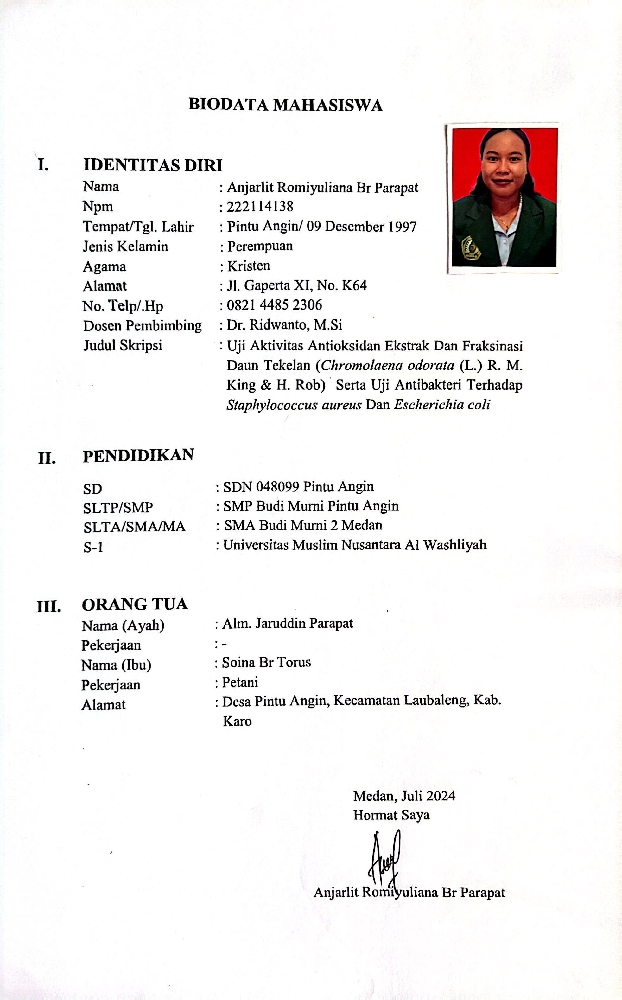 BIODATA MAHASISWA
I. IDENTITAS DIRI
Nama : Anjarlit Romiyuliana Br Parapat
Npm : 222114138
Tempat/Tgl. Lahir : Pintu Angin/ 09 Desember 1997
Jenis Kelamin : Perempuan
Agama : Kristen
Alamat : Jl. Gaperta XI, No. K64
No. Telp/.Hp : 0821 4485 2306
Dosen Pembimbing : Dr. Ridwanto, M.Si
Judul Skripsi : Uji Aktivitas Antioksidan Ekstrak Dan Fraksinasi
Daun Tekelan (Chromolaena odorata (L.) R. M.
King & H. Rob) Serta Uji Antibakteri Terhadap
Staphylococcus aureus Dan Escherichia coli
II. PENDIDIKAN
SD : SDN 048099 Pintu Angin
SLTP/SMP : SMP Budi Murni Pintu Angin
SLTA/SMA/MA : SMA Budi Murni 2 Medan
S-1 : Universitas Muslim Nusantara Al Washliyah
III. ORANG TUA
Nama (Ayah) : Alm. Jaruddin Parapat
Pekerjaan : -
Nama (Ibu) : Soina Br Torus
Pekerjaan : Petani
Alamat : Desa Pintu Angin, Kecamatan Laubaleng, Kab.
Karo
Medan, Juli 2024
Hormat Saya
Anjarlit Romiyuliana Br Parapat